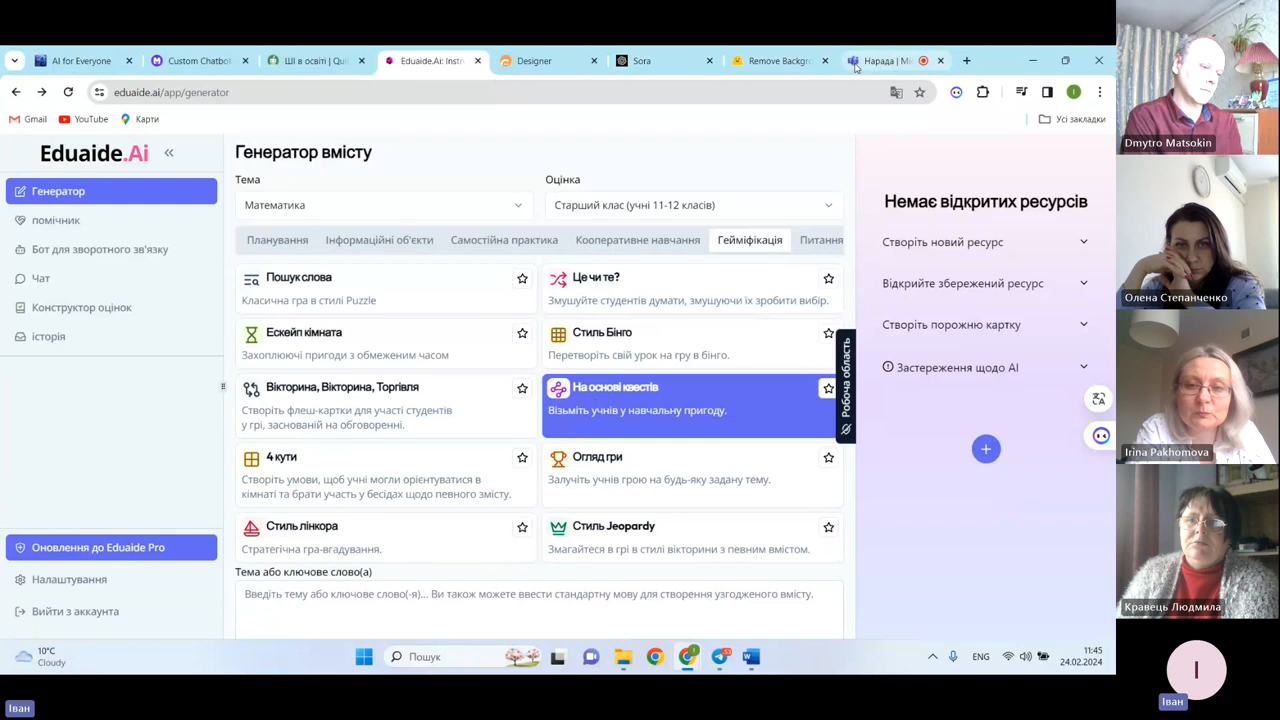 AI for Everyone
Custom Chatbot
ШІ в освіті | Qui
Eduaide.Ai: Instr
Designer
Sora
Remove Backgro
Нарада | Mi
eduaide.ai/app/generator
Gmail
YouTube
Карти
Усі закладки
Eduaide.Ai
Генератор
помічник
Бот для зворотного зв'язку
Чат
Конструктор оцінок
історія
Оновлення до Eduaide Pro
Налаштування
Вийти з аккаунта
Генератор вмісту
Тема
Оцінка
Математика
Старший клас (учні 11-12 класів)
Планування
Інформаційні об'єкти
Самостійна практика
Кооперативне навчання
Гейміфікація
Питання
Пошук слова
Класична гра в стилі Puzzle
Це чи те?
Змушуйте студентів думати, змушуючи їх зробити вибір.
Ескейп кімната
Захоплюючі пригоди з обмеженим часом
Стиль Бінго
Перетворіть свій урок на гру в бінго.
Вікторина, Вікторина, Торгівля
Створіть флеш-картки для участі студентів
у грі, заснованій на обговоренні.
На основі квестів
Візьміть учнів у навчальну пригоду.
4 кути
Створіть умови, щоб учні могли орієнтуватися в
кімнаті та брати участь у бесідах щодо певного змісту.
Огляд гри
Залучіть учнів грою на будь-яку задану тему.
Стиль лінкора
Стратегічна гра-вгадування.
Стиль Jeopardy
Змагайтеся в грі в стилі вікторини з певним вмістом.
Тема або ключове слово(а)
Введіть тему або ключове слово(-я)... Ви також можете ввести стандартну мову для створення узгодженого вмісту.
Робоча область
Немає відкритих ресурсів
Створіть новий ресурс
Відкрийте збережений ресурс
Створіть порожню картку
Застереження щодо AI
10°C
Cloudy
Пошук
ENG
11:45
24.02.2024
Dmytro Matsokin
Олена Степанченко
Irina Pakhomova
Кравець Людмила
І
Іван
Іван